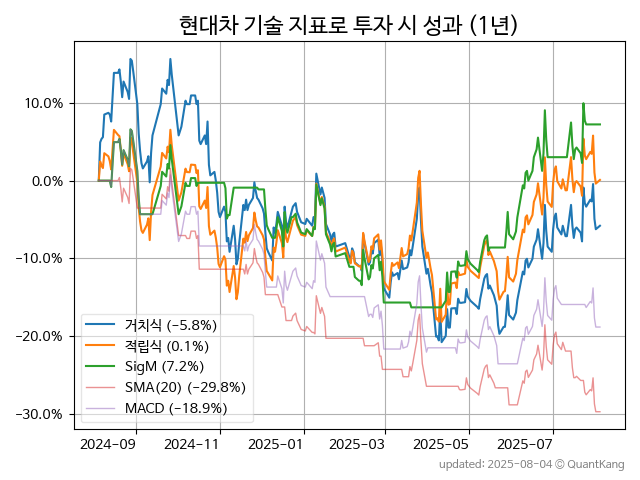 현대차 기술 지표로 투자 시 성과 (1년)
10.0%
0.0%
−10.0%
−20.0%
−30.0%
거치식 (−5.8%)
적립식 (0.1%)
SigM (7.2%)
SMA(20) (−29.8%)
MACD (−18.9%)
2024-09
2024-11
2025-01
2025-03
2025-05
2025-07
updated: 2025-08-04 © QuantKang